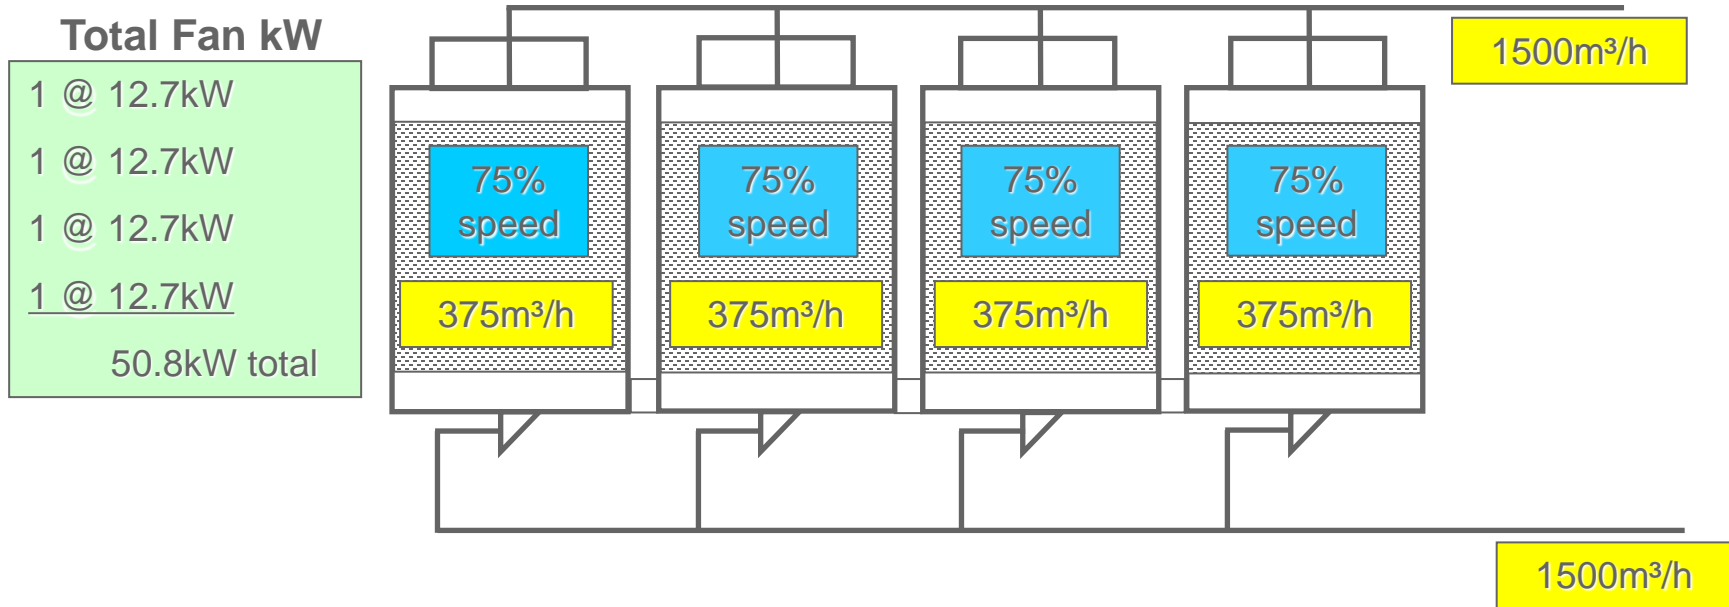 Total Fan kW
1 @ 12.7kW
1 @ 12.7kW
1 @ 12.7kW
1 @ 12.7kW
50.8kW total
1500m³/h
75%
speed
75%
speed
75%
speed
75%
speed
375m³/h
375m³/h
375m³/h
375m³/h
1500m³/h